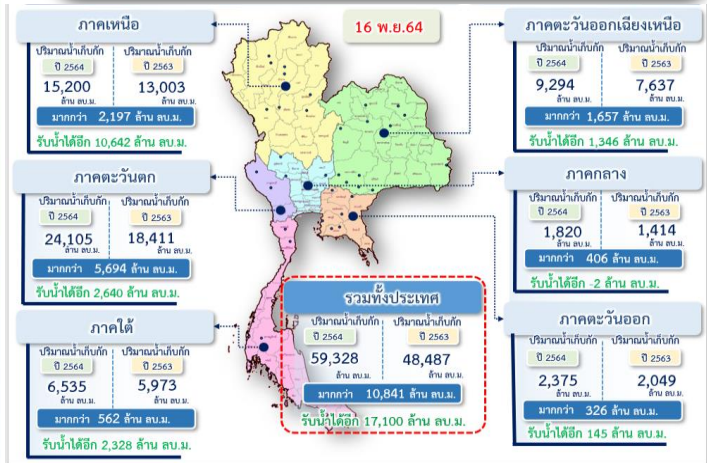 16 พ.ย.64
ภาคเหนือ
ปริมาณน้ำเก็บกัก ปริมาณน้ำเก็บกัก
ปี 2564 ปี 2563
15,200 13,003
ล้าน ลบ.ม. ล้าน ลบ.ม.
มากกว่า 2,197 ล้าน ลบ.ม.
รับน้ำได้อีก 10,642 ล้าน ลบ.ม.
ภาคตะวันออกเฉียงเหนือ
ปริมาณน้ำเก็บกัก ปริมาณน้ำเก็บกัก
ปี 2564 ปี 2563
9,294 7,637
ล้าน ลบ.ม. ล้าน ลบ.ม.
มากกว่า 1,657 ล้าน ลบ.ม.
รับน้ำได้อีก 1,346 ล้าน ลบ.ม.
ภาคตะวันตก
ปริมาณน้ำเก็บกัก ปริมาณน้ำเก็บกัก
ปี 2564 ปี 2563
24,105 18,411
ล้าน ลบ.ม. ล้าน ลบ.ม.
มากกว่า 5,694 ล้าน ลบ.ม.
รับน้ำได้อีก 2,640 ล้าน ลบ.ม.
ภาคกลาง
ปริมาณน้ำเก็บกัก ปริมาณน้ำเก็บกัก
ปี 2564 ปี 2563
1,820 1,414
ล้าน ลบ.ม. ล้าน ลบ.ม.
มากกว่า 406 ล้าน ลบ.ม.
รับน้ำได้อีก -2 ล้าน ลบ.ม.
ภาคใต้
ปริมาณน้ำเก็บกัก ปริมาณน้ำเก็บกัก
ปี 2564 ปี 2563
6,535 5,973
ล้าน ลบ.ม. ล้าน ลบ.ม.
มากกว่า 562 ล้าน ลบ.ม.
รับน้ำได้อีก 2,328 ล้าน ลบ.ม.
รวมทั้งประเทศ
ปริมาณน้ำเก็บกัก ปริมาณน้ำเก็บกัก
ปี 2564 ปี 2563
59,328 48,487
ล้าน ลบ.ม. ล้าน ลบ.ม.
มากกว่า 10,841 ล้าน ลบ.ม.
รับน้ำได้อีก 17,100 ล้าน ลบ.ม.
ภาคตะวันออก
ปริมาณน้ำเก็บกัก ปริมาณน้ำเก็บกัก
ปี 2564 ปี 2563
2,375 2,049
ล้าน ลบ.ม. ล้าน ลบ.ม.
มากกว่า 326 ล้าน ลบ.ม.
รับน้ำได้อีก 145 ล้าน ลบ.ม.